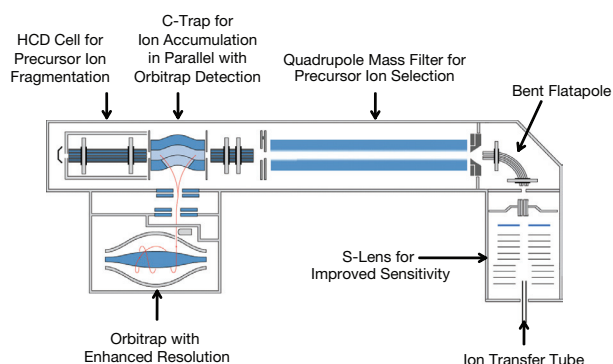 HCD Cell for
Precursor Ion
Fragmentation
C-Trap for
Ion Accumulation
in Parallel with
Orbitrap Detection
Quadrupole Mass Filter for
Precursor Ion Selection
Bent Flatapole
S-Lens for
Improved Sensitivity
Orbitrap with
Enhanced Resolution
Ion Transfer Tube